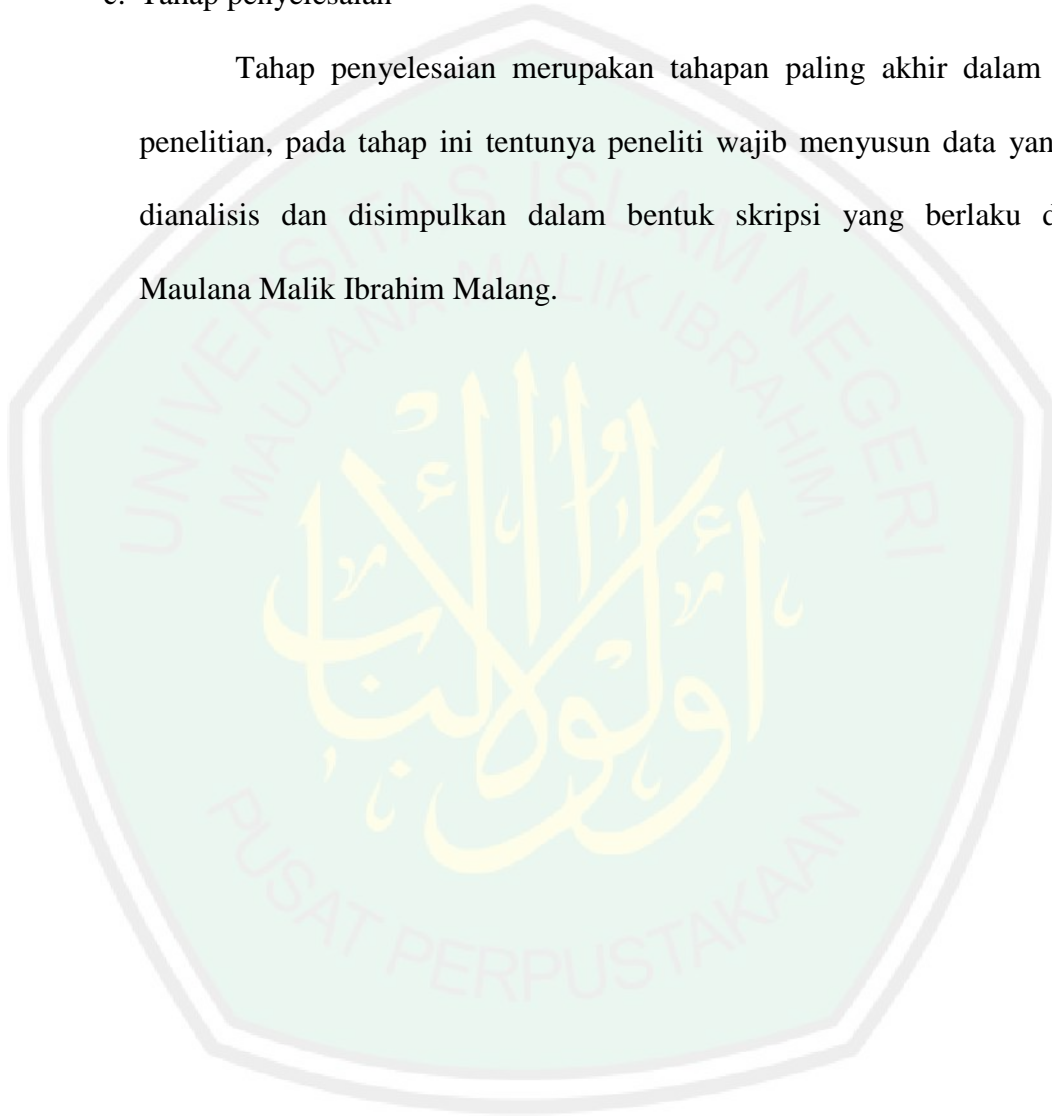 Tahap penyelesaian
Tahap penyelesaian merupakan tahapan paling akhir dalam
penelitian, pada tahap ini tentunya peneliti wajib menyusun data
dianalisis dan disimpulkan dalam bentuk skripsi yang berlaku
Maulana Malik Ibrahim Malang.
UNIVERSITAS ISLAM NEGERI
MAULANA MALIK IBRAHIM
أولوا الألباب
PUSAT PERPUSTAKAAN